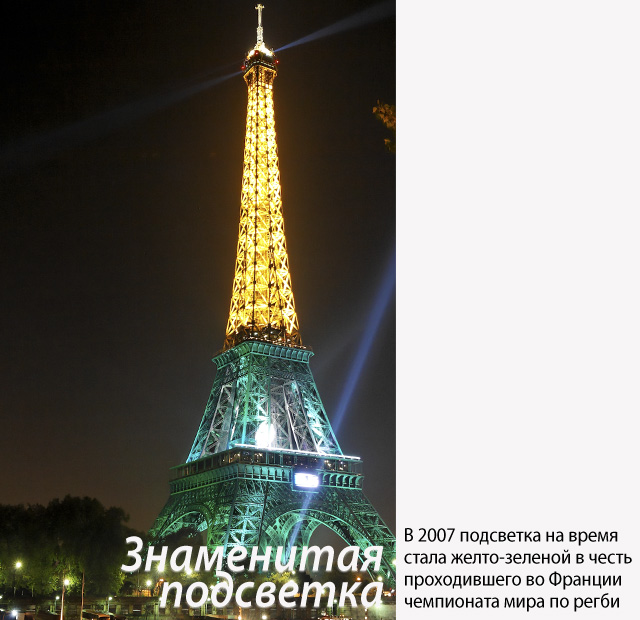 Знаменитая
подсветка
В 2007 подсветка на время
стала желто-зеленой в честь
проходившего во Франции
чемпионата мира по регби